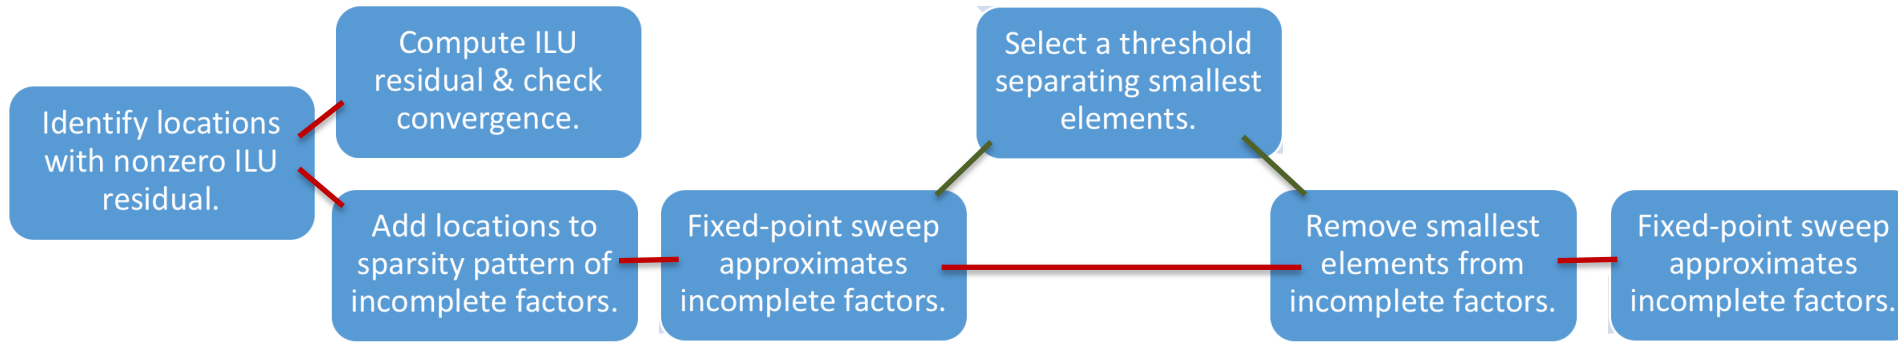 Identify locations
with nonzero ILU
residual.
Compute ILU
residual & check
convergence.
Add locations to
sparsity pattern of
incomplete factors.
Fixed-point sweep
approximates
incomplete factors.
Select a threshold
separating smallest
elements.
Remove smallest
elements from
incomplete factors.
Fixed-point sweep
approximates
incomplete factors.